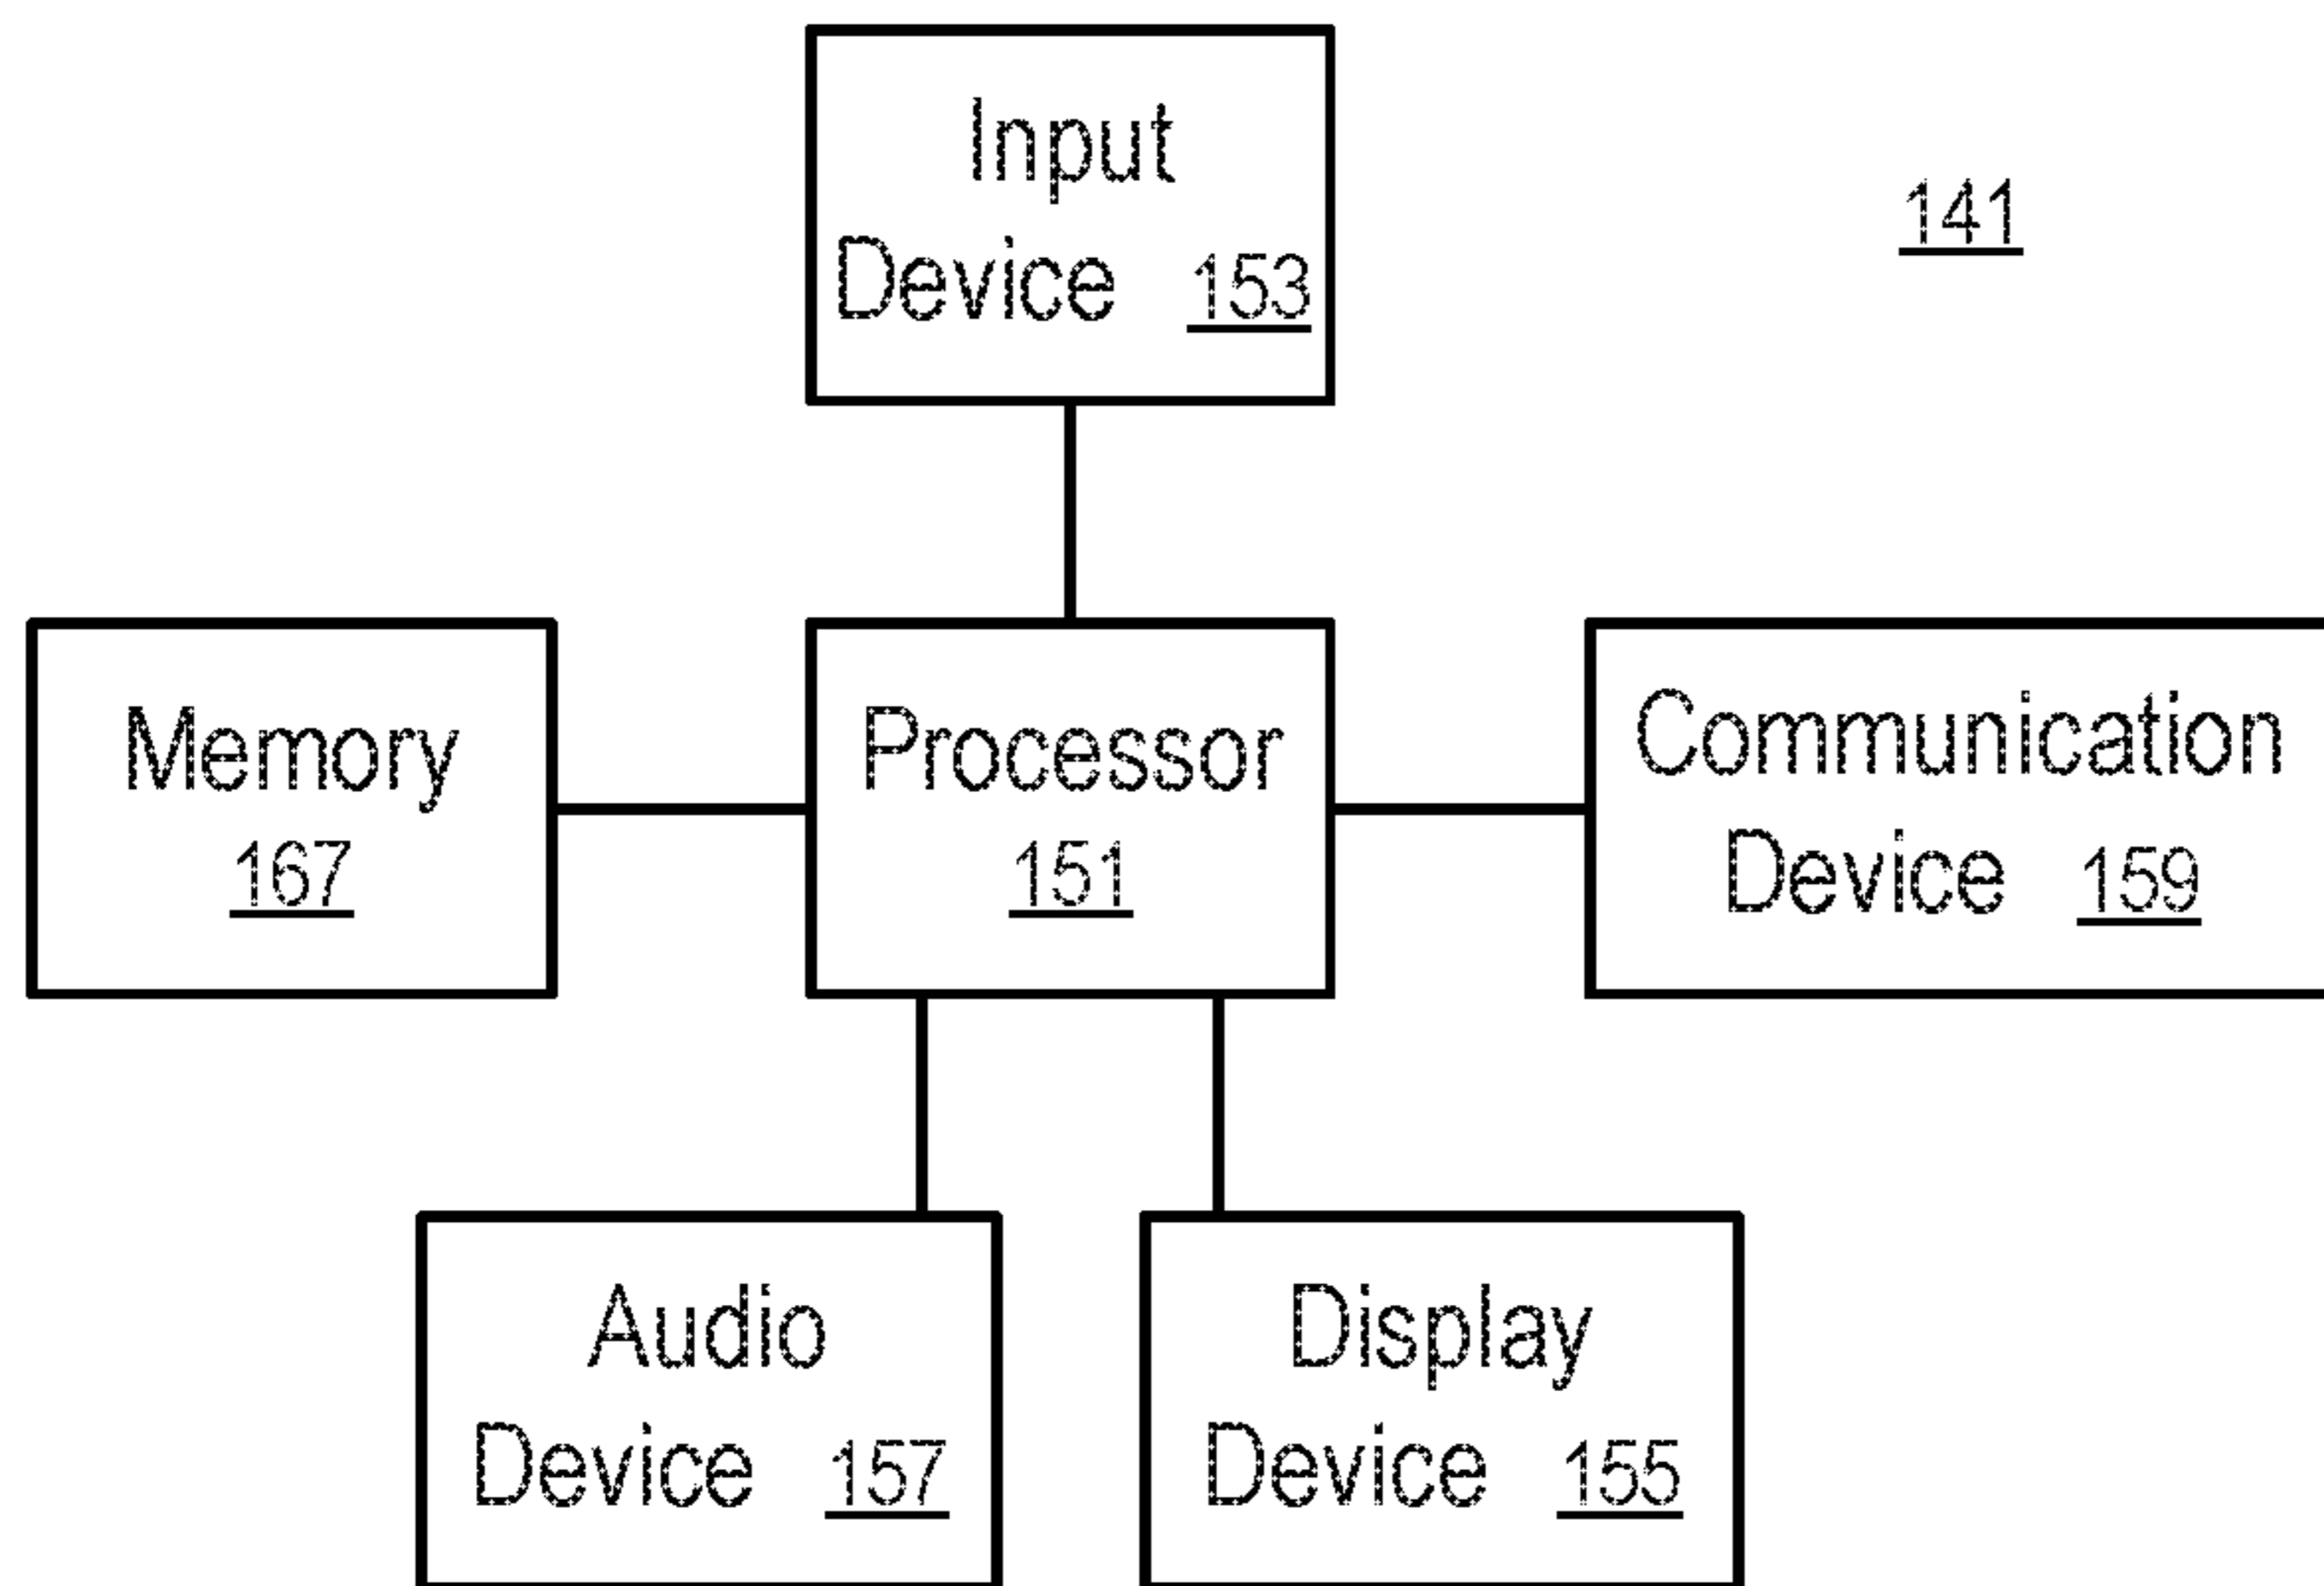 Input
Device 153
141
Memory
167
Processor
151
Communication
Device 159
Audio
Device 157
Display
Device 155